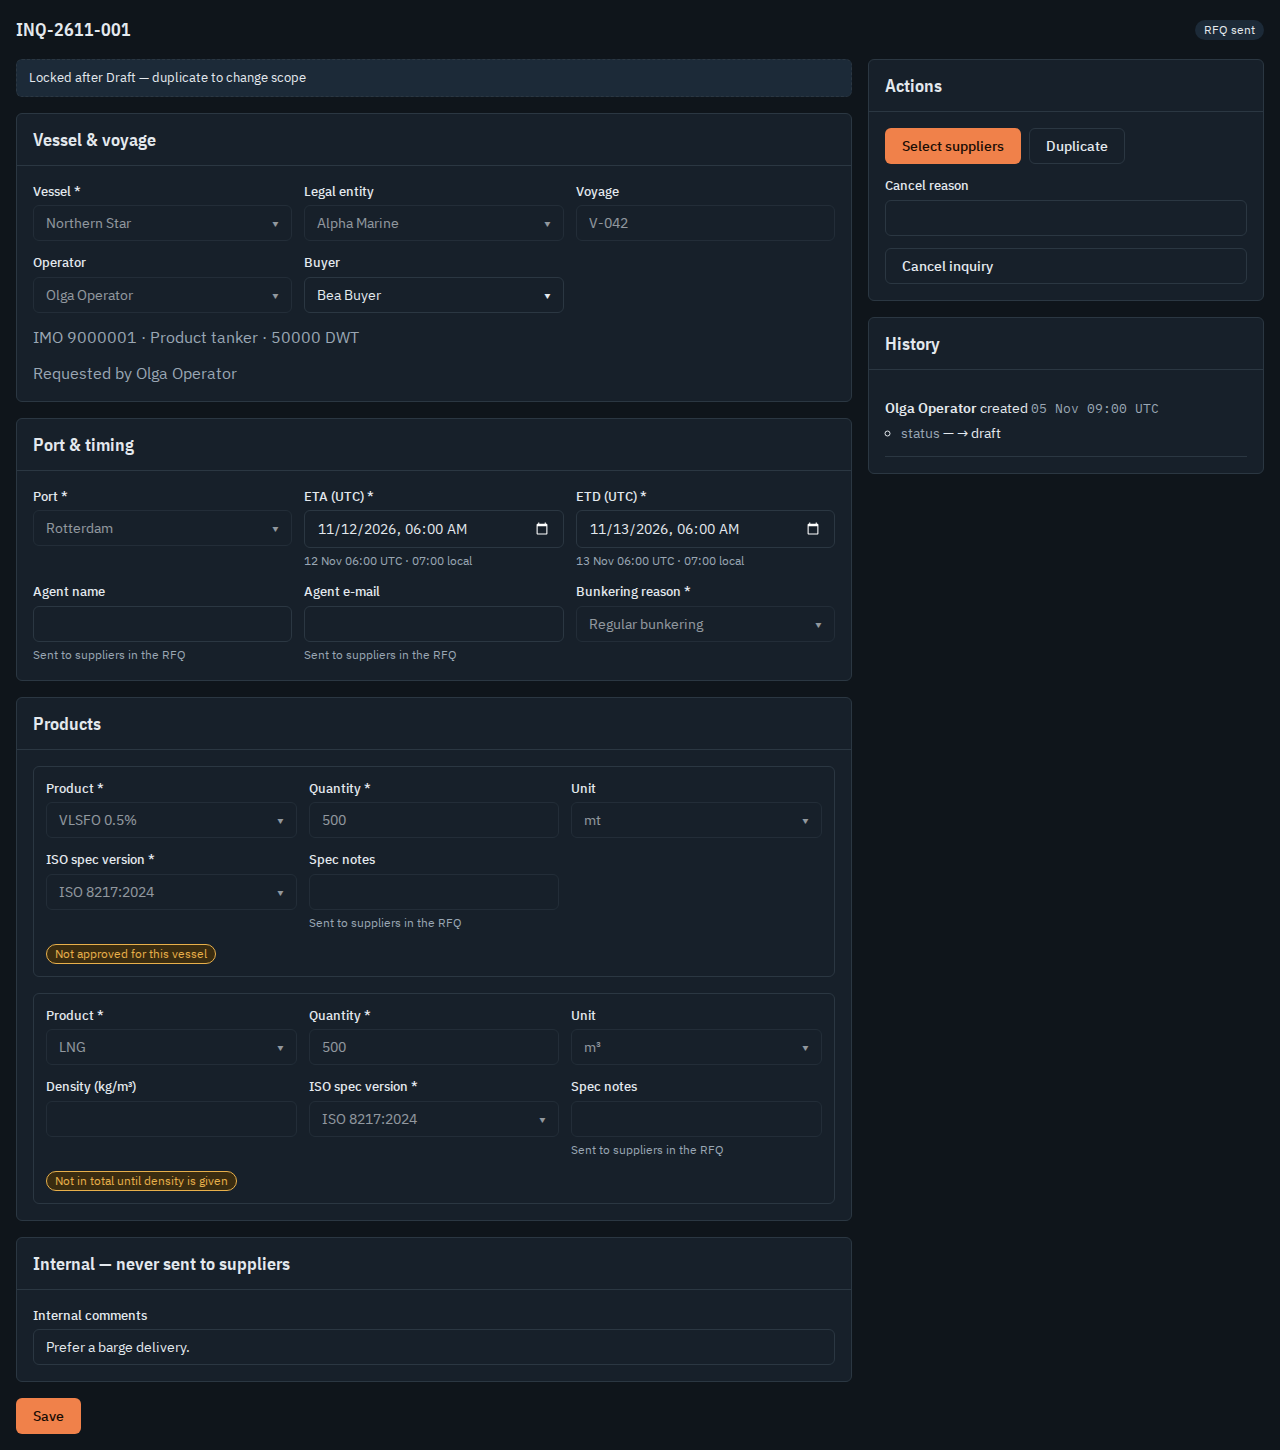 INQ-2611-001
RFQ sent
Locked after Draft — duplicate to change scope
Vessel & voyage
Vessel *
Legal entity
Voyage
Northern Star
Alpha Marine
V-042
Operator
Buyer
Olga Operator
Bea Buyer
IMO 9000001 · Product tanker · 50000 DWT
Requested by Olga Operator
Port & timing
Port *
ETA (UTC) *
ETD (UTC) *
Rotterdam
11/12/2026, 06:00 AM
11/13/2026, 06:00 AM
12 Nov 06:00 UTC · 07:00 local
13 Nov 06:00 UTC · 07:00 local
Agent name
Agent e-mail
Bunkering reason *
Regular bunkering
Sent to suppliers in the RFQ
Sent to suppliers in the RFQ
Products
Product *
Quantity *
Unit
VLSFO 0.5%
500
mt
ISO spec version *
Spec notes
ISO 8217:2024
Sent to suppliers in the RFQ
Not approved for this vessel
Product *
Quantity *
Unit
LNG
500
m³
Density (kg/m³)
ISO spec version *
Spec notes
ISO 8217:2024
Sent to suppliers in the RFQ
Not in total until density is given
Internal — never sent to suppliers
Internal comments
Prefer a barge delivery.
Save
Actions
Select suppliers
Duplicate
Cancel reason
Cancel inquiry
History
Olga Operator created 05 Nov 09:00 UTC
status — → draft